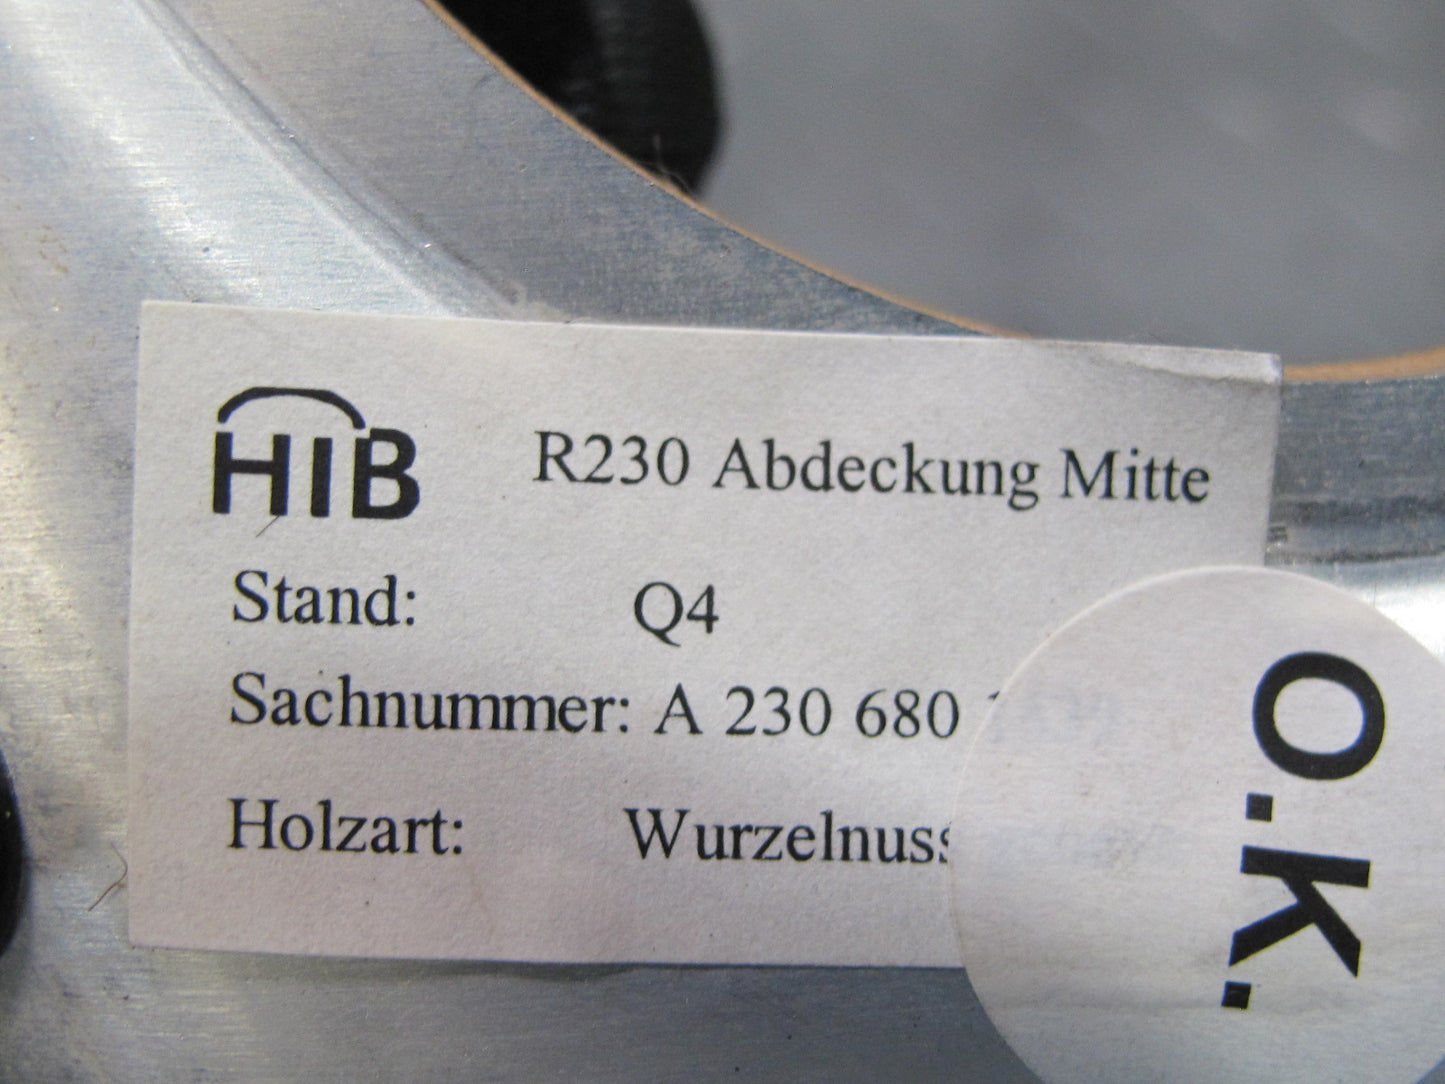 HIB
R230 Abdeckung Mitte
Stand: Q4
Sachnummer: A 230 680
Holzart: Wurzelnuss
O.K.